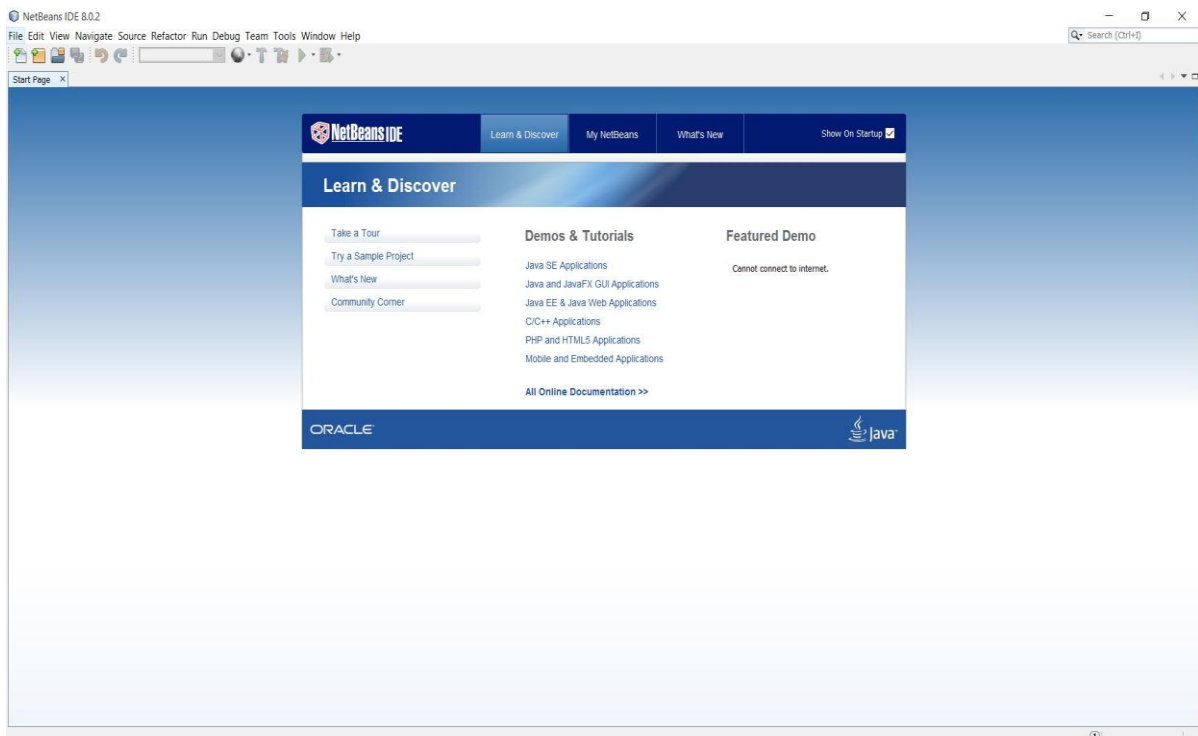 NetBeans IDE 8.0.2
File Edit View Navigate Source Refactor Run Debug Team Tools Window Help
Search (Ctrl+I)
Start Page
NetBeans IDE
Learn & Discover
My NetBeans
What's New
Show On Startup
Learn & Discover
Take a Tour
Try a Sample Project
What's New
Community Corner
Demos & Tutorials
Java SE Applications
Java and JavaFX GUI Applications
Java EE & Java Web Applications
C/C++ Applications
PHP and HTML5 Applications
Mobile and Embedded Applications
All Online Documentation >>
Featured Demo
Cannot connect to internet.
ORACLE
Java